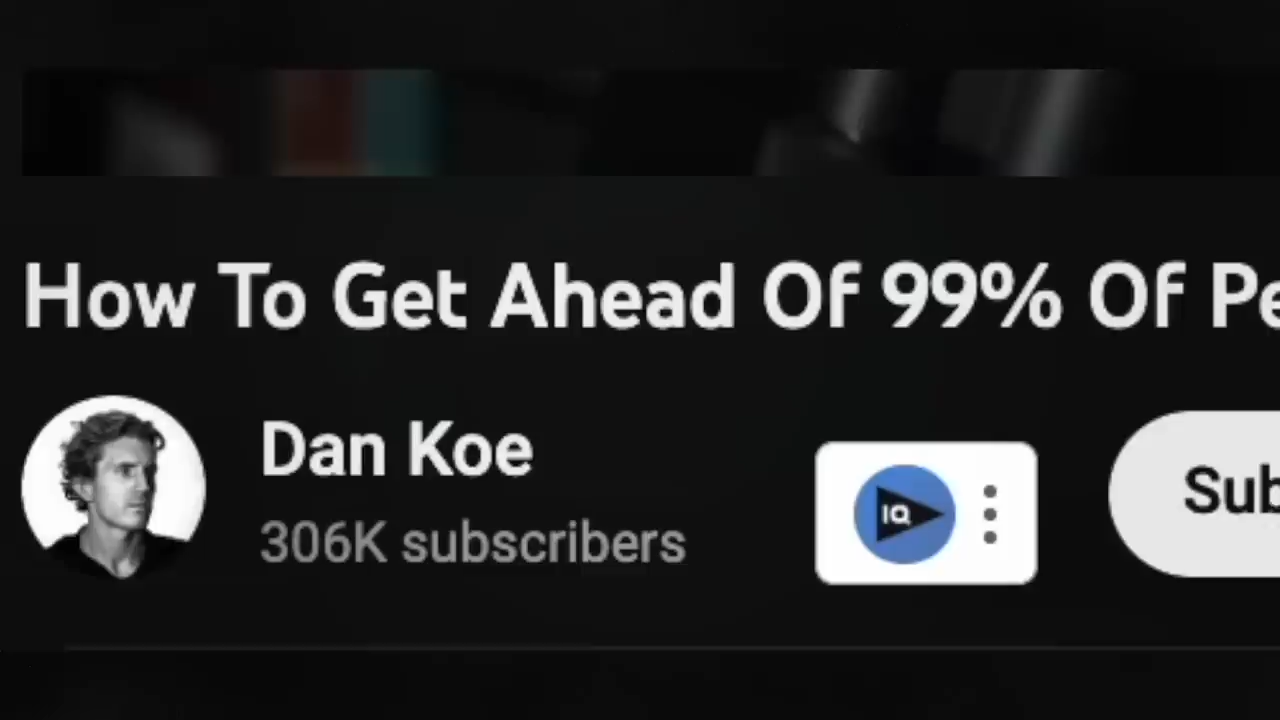 How To Get Ahead Of 99% Of Pe
Dan Koe
306K subscribers
IQ
Sub